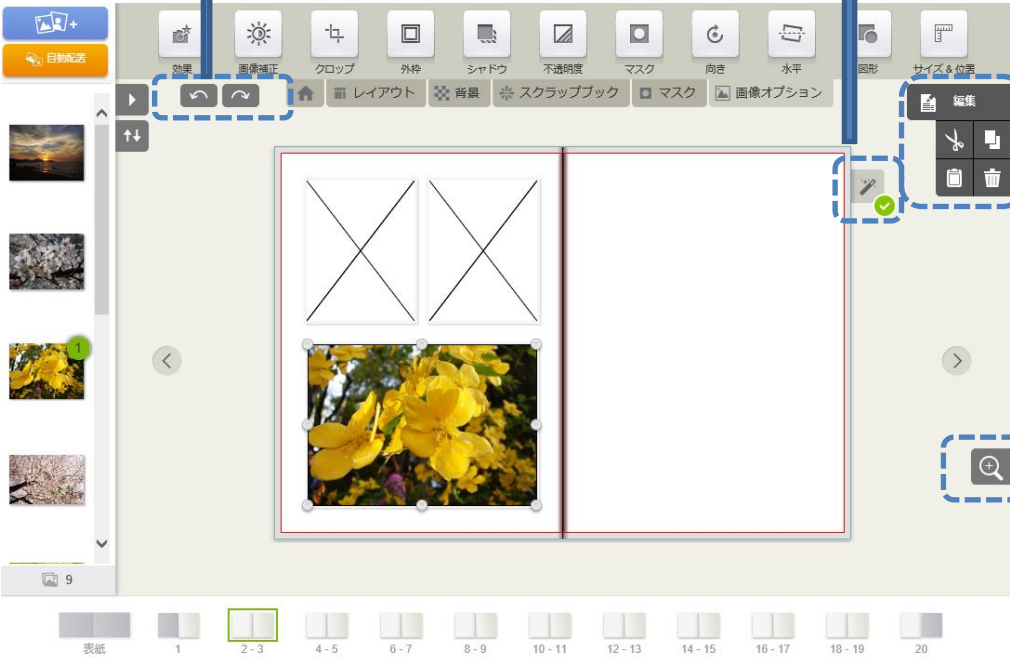 自動配送
効果 画像補正 クロップ 外枠 シャドウ 不透明度 マスク 向き 水平 図形 サイズ＆位置
レイアウト 背景 スクラップブック マスク 画像オプション
編集
1
9
表紙 1 2 - 3 4 - 5 6 - 7 8 - 9 10 - 11 12 - 13 14 - 15 16 - 17 18 - 19 20